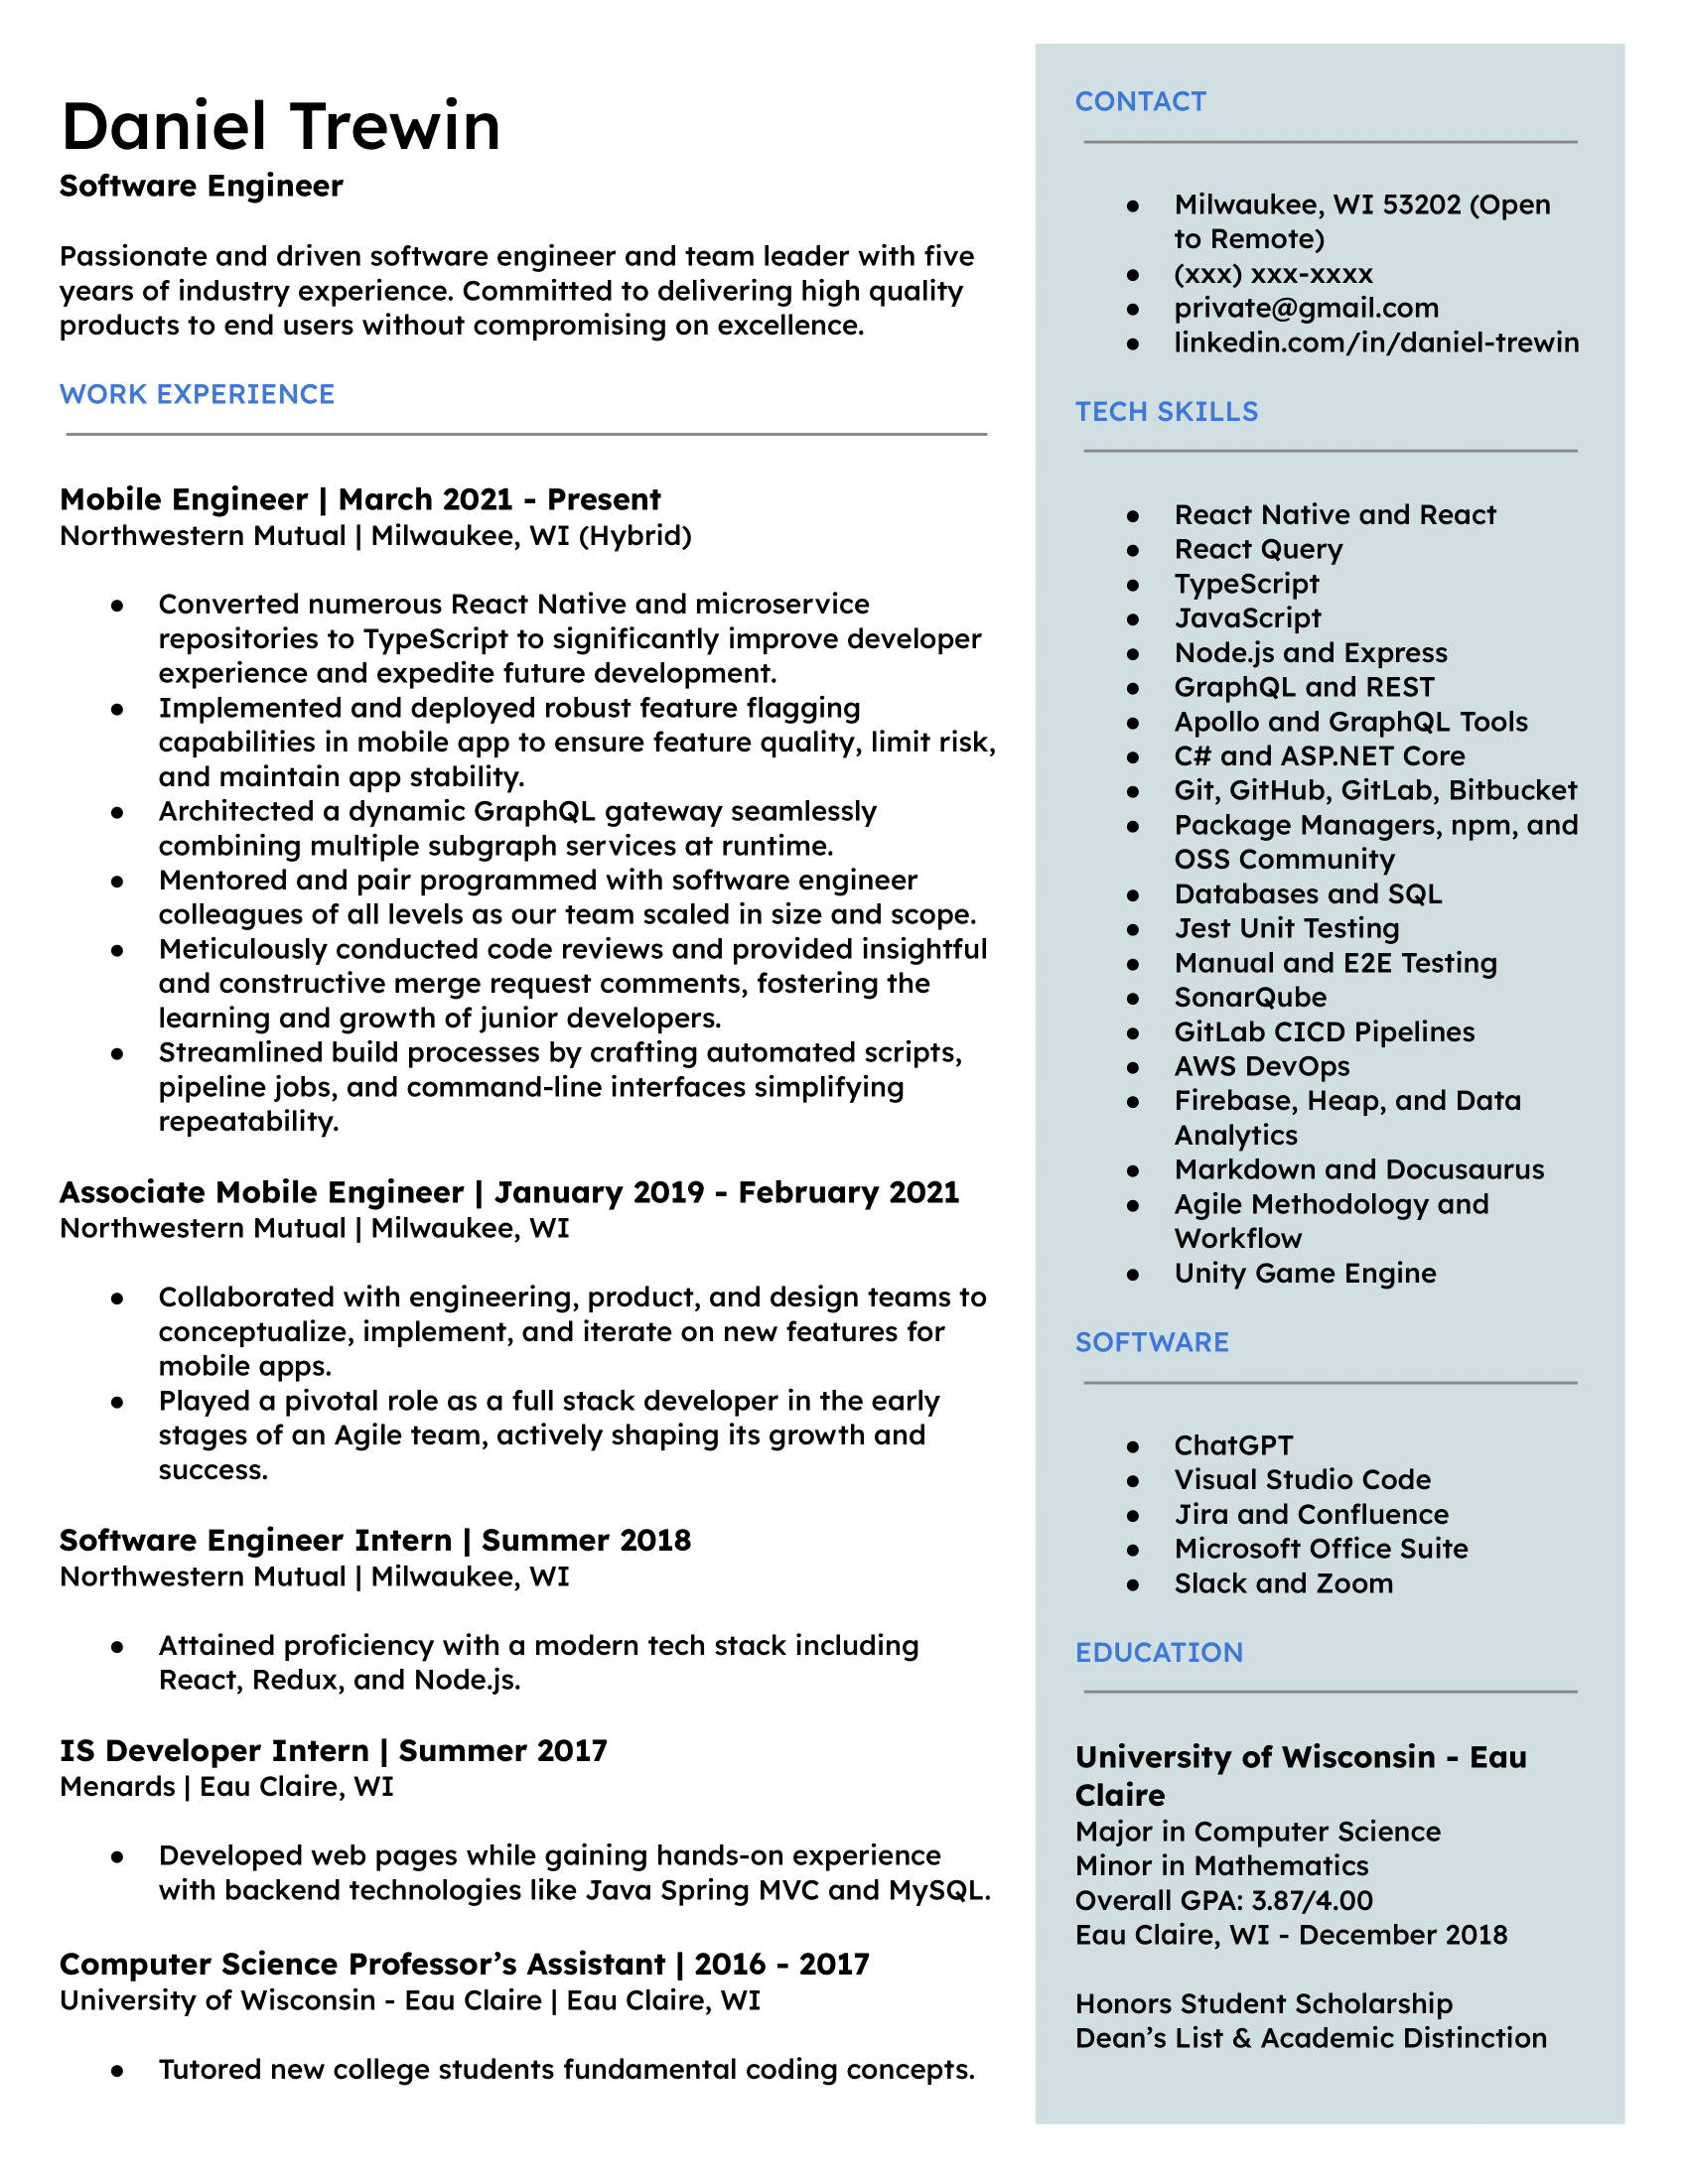 Daniel Trewin
Software Engineer
Passionate and driven software engineer and team leader with five
years of industry experience. Committed to delivering high quality
products to end users without compromising on excellence.
WORK EXPERIENCE
Mobile Engineer | March 2021 - Present
Northwestern Mutual | Milwaukee, WI (Hybrid)
● Converted numerous React Native and microservice
repositories to TypeScript to significantly improve developer
experience and expedite future development.
● Implemented and deployed robust feature flagging
capabilities in mobile app to ensure feature quality, limit risk,
and maintain app stability.
● Architected a dynamic GraphQL gateway seamlessly
combining multiple subgraph services at runtime.
● Mentored and pair programmed with software engineer
colleagues of all levels as our team scaled in size and scope.
● Meticulously conducted code reviews and provided insightful
and constructive merge request comments, fostering the
learning and growth of junior developers.
● Streamlined build processes by crafting automated scripts,
pipeline jobs, and command-line interfaces simplifying
repeatability.
Associate Mobile Engineer | January 2019 - February 2021
Northwestern Mutual | Milwaukee, WI
● Collaborated with engineering, product, and design teams to
conceptualize, implement, and iterate on new features for
mobile apps.
● Played a pivotal role as a full stack developer in the early
stages of an Agile team, actively shaping its growth and
success.
Software Engineer Intern | Summer 2018
Northwestern Mutual | Milwaukee, WI
● Attained proficiency with a modern tech stack including
React, Redux, and Node.js.
IS Developer Intern | Summer 2017
Menards | Eau Claire, WI
● Developed web pages while gaining hands-on experience
with backend technologies like Java Spring MVC and MySQL.
Computer Science Professor’s Assistant | 2016 - 2017
University of Wisconsin - Eau Claire | Eau Claire, WI
● Tutored new college students fundamental coding concepts.
CONTACT
● Milwaukee, WI 53202 (Open
to Remote)
● (xxx) xxx-xxxx
● private@gmail.com
● linkedin.com/in/daniel-trewin
TECH SKILLS
● React Native and React
● React Query
● TypeScript
● JavaScript
● Node.js and Express
● GraphQL and REST
● Apollo and GraphQL Tools
● C# and ASP.NET Core
● Git, GitHub, GitLab, Bitbucket
● Package Managers, npm, and
OSS Community
● Databases and SQL
● Jest Unit Testing
● Manual and E2E Testing
● SonarQube
● GitLab CICD Pipelines
● AWS DevOps
● Firebase, Heap, and Data
Analytics
● Markdown and Docusaurus
● Agile Methodology and
Workflow
● Unity Game Engine
SOFTWARE
● ChatGPT
● Visual Studio Code
● Jira and Confluence
● Microsoft Office Suite
● Slack and Zoom
EDUCATION
University of Wisconsin - Eau
Claire
Major in Computer Science
Minor in Mathematics
Overall GPA: 3.87/4.00
Eau Claire, WI - December 2018
Honors Student Scholarship
Dean’s List & Academic Distinction